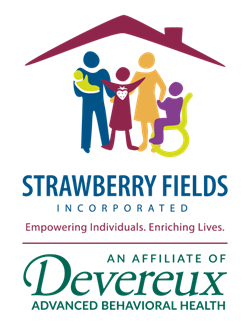 STRAWBERRY FIELDS
INCORPORATED
Empowering Individuals. Enriching Lives.
AN AFFILIATE OF
Devereux
ADVANCED BEHAVIORAL HEALTH